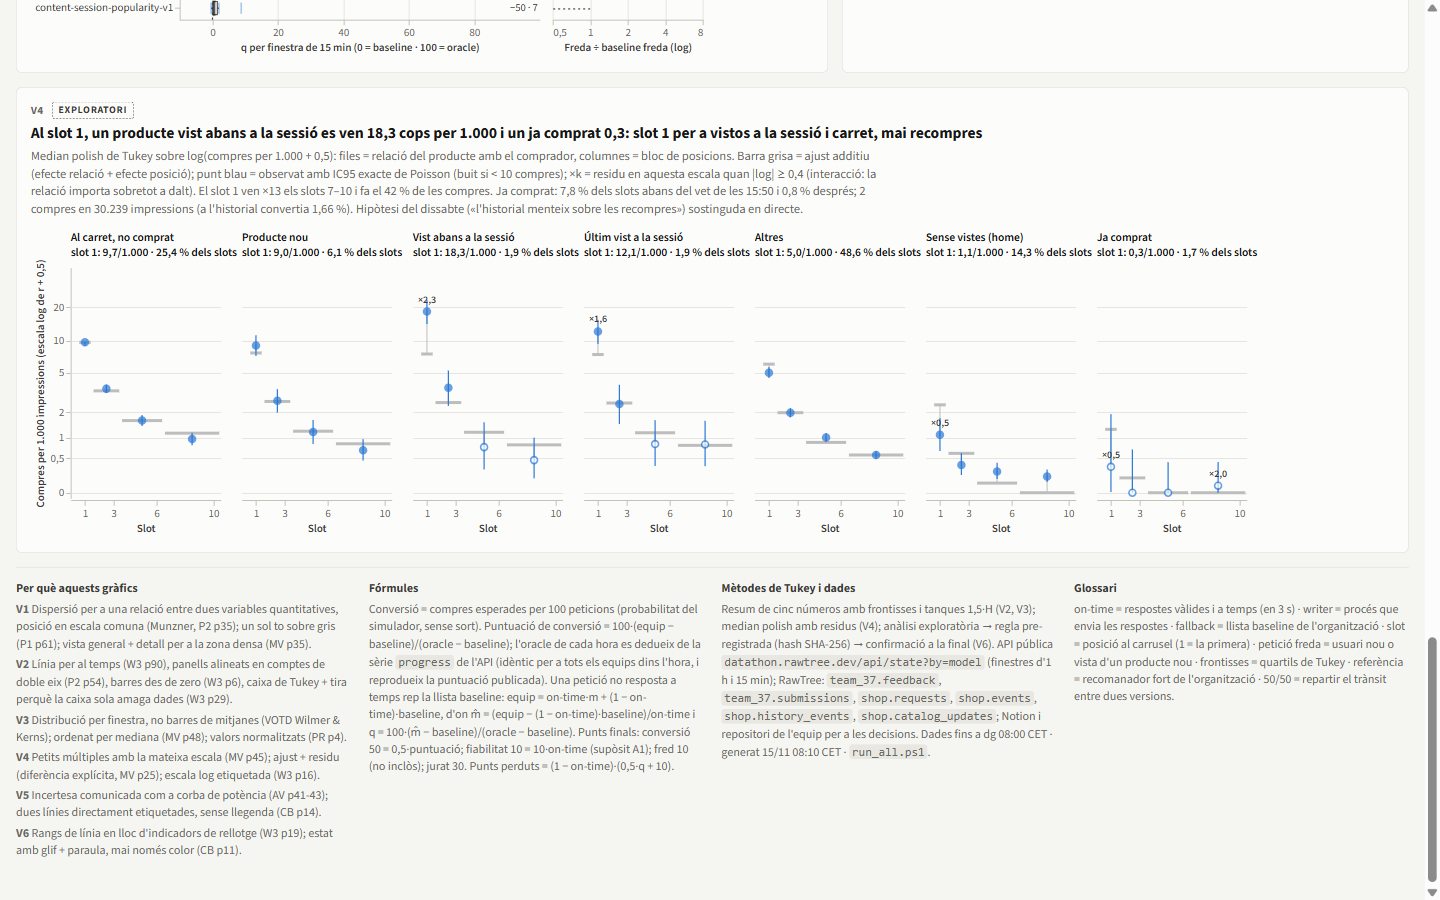 content-session-popularity-v1
−50 · 7
0 20 40 60 80
q per finestra de 15 min (0 = baseline · 100 = oracle)
0,5 1 2 4 8
Freda ÷ baseline freda (log)
V4 EXPLORATORI
Al slot 1, un producte vist abans a la sessió es ven 18,3 cops per 1.000 i un ja comprat 0,3: slot 1 per a vistos a la sessió i carret, mai recompres
Median polish de Tukey sobre log(compres per 1.000 + 0,5): files = relació del producte amb el comprador, columnes = bloc de posicions. Barra grisa = ajust additiu
(efecte relació + efecte posició); punt blau = observat amb IC95 exacte de Poisson (buit si < 10 compres); ×k = residu en aquesta escala quan |log| ≥ 0,4 (interacció: la
relació importa sobretot a dalt). El slot 1 ven ×13 els slots 7–10 i fa el 42 % de les compres. Ja comprat: 7,8 % dels slots abans del vet de les 15:50 i 0,8 % després; 2
compres en 30.239 impressions (a l'historial convertia 1,66 %). Hipòtesi del dissabte («l'historial menteix sobre les recompres») sostinguda en directe.
Compres per 1.000 impressions (escala log de r + 0,5)
20
10
5
2
1
0,5
0
Al carret, no comprat
slot 1: 9,7/1.000 · 25,4 % dels slots
1 3 6 10
Slot
Producte nou
slot 1: 9,0/1.000 · 6,1 % dels slots
1 3 6 10
Slot
Vist abans a la sessió
slot 1: 18,3/1.000 · 1,9 % dels slots
×2,3
1 3 6 10
Slot
Últim vist a la sessió
slot 1: 12,1/1.000 · 1,9 % dels slots
×1,6
1 3 6 10
Slot
Altres
slot 1: 5,0/1.000 · 48,6 % dels slots
1 3 6 10
Slot
Sense vistes (home)
slot 1: 1,1/1.000 · 14,3 % dels slots
×0,5
1 3 6 10
Slot
Ja comprat
slot 1: 0,3/1.000 · 1,7 % dels slots
×0,5
×2,0
1 3 6 10
Slot
Per què aquests gràfics
V1 Dispersió per a una relació entre dues variables quantitatives,
posició en escala comuna (Munzner, P2 p35); un sol to sobre gris
(P1 p61); vista general + detall per a la zona densa (MV p35).
V2 Línia per al temps (W3 p90), panells alineats en comptes de
doble eix (P2 p54), barres des de zero (W3 p6), caixa de Tukey + tira
perquè la caixa sola amaga dades (W3 p29).
V3 Distribució per finestra, no barres de mitjanes (VOTD Wilmer &
Kerns); ordenat per mediana (MV p48); valors normalitzats (PR p4).
V4 Petits múltiples amb la mateixa escala (MV p45); ajust + residu
(diferència explícita, MV p25); escala log etiquetada (W3 p16).
V5 Incertesa comunicada com a corba de potència (AV p41-43);
dues línies directament etiquetades, sense llegenda (CB p14).
V6 Rangs de línia en lloc d'indicadors de rellotge (W3 p19); estat
amb glif + paraula, mai només color (CB p11).
Fórmules
Conversió = compres esperades per 100 peticions (probabilitat del
simulador, sense sort). Puntuació de conversió = 100·(equip −
baseline)/(oracle − baseline); l'oracle de cada hora es dedueix de la
sèrie progress de l'API (idèntic per a tots els equips dins l'hora, i
reprodueix la puntuació publicada). Una petició no resposta a
temps rep la llista baseline: equip = on-time·m + (1 − on-
time)·baseline, d'on m̂ = (equip − (1 − on-time)·baseline)/on-time i
q = 100·(m̂ − baseline)/(oracle − baseline). Punts finals: conversió
50 = 0,5·puntuació; fiabilitat 10 = 10·on-time (supòsit A1); fred 10
(no inclòs); jurat 30. Punts perduts = (1 − on-time)·(0,5·q + 10).
Mètodes de Tukey i dades
Resum de cinc números amb frontisses i tanques 1,5·H (V2, V3);
median polish amb residus (V4); anàlisi exploratòria → regla pre-
registrada (hash SHA-256) → confirmació a la final (V6). API pública
datathon.rawtree.dev/api/state?by=model (finestres d'1
h i 15 min); RawTree: team_37.feedback,
team_37.submissions, shop.requests, shop.events,
shop.history_events, shop.catalog_updates; Notion i
repositori de l'equip per a les decisions. Dades fins a dg 08:00 CET ·
generat 15/11 08:10 CET · run_all.ps1.
Glossari
on-time = respostes vàlides i a temps (en 3 s) · writer = procés que
envia les respostes · fallback = llista baseline de l'organització · slot
= posició al carrusel (1 = la primera) · petició freda = usuari nou o
vista d'un producte nou · frontisses = quartils de Tukey · referència
= recomanador fort de l'organització · 50/50 = repartir el trànsit
entre dues versions.